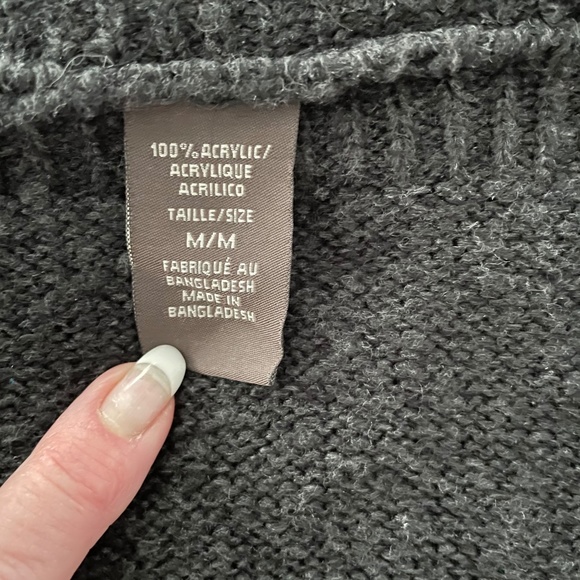 100% ACRYLIC/
ACRYLIQUE
ACRILICO
TAILLE/SIZE
M/M
FABRIQUÉ AU
BANGLADESH
MADE IN
BANGLADESH